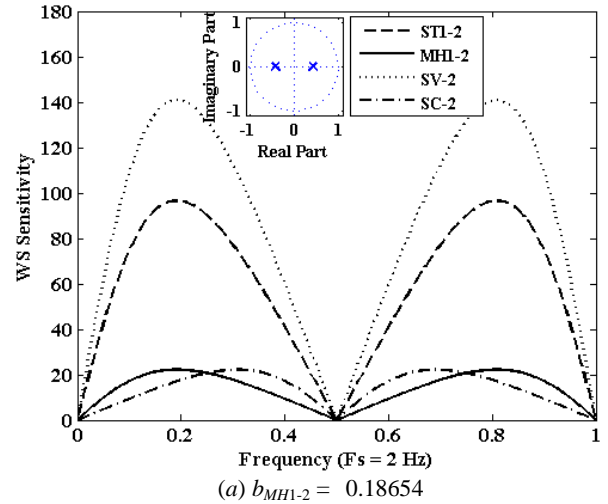 180
160
140
120
100
80
60
40
20
0
WS Sensitivity
1
0
-1
Imaginary Part
-1 0 1
Real Part
ST1-2
MH1-2
SV-2
SC-2
0 0.2 0.4 0.6 0.8 1
Frequency (Fs = 2 Hz)
(a) bMH1-2 = 0.18654